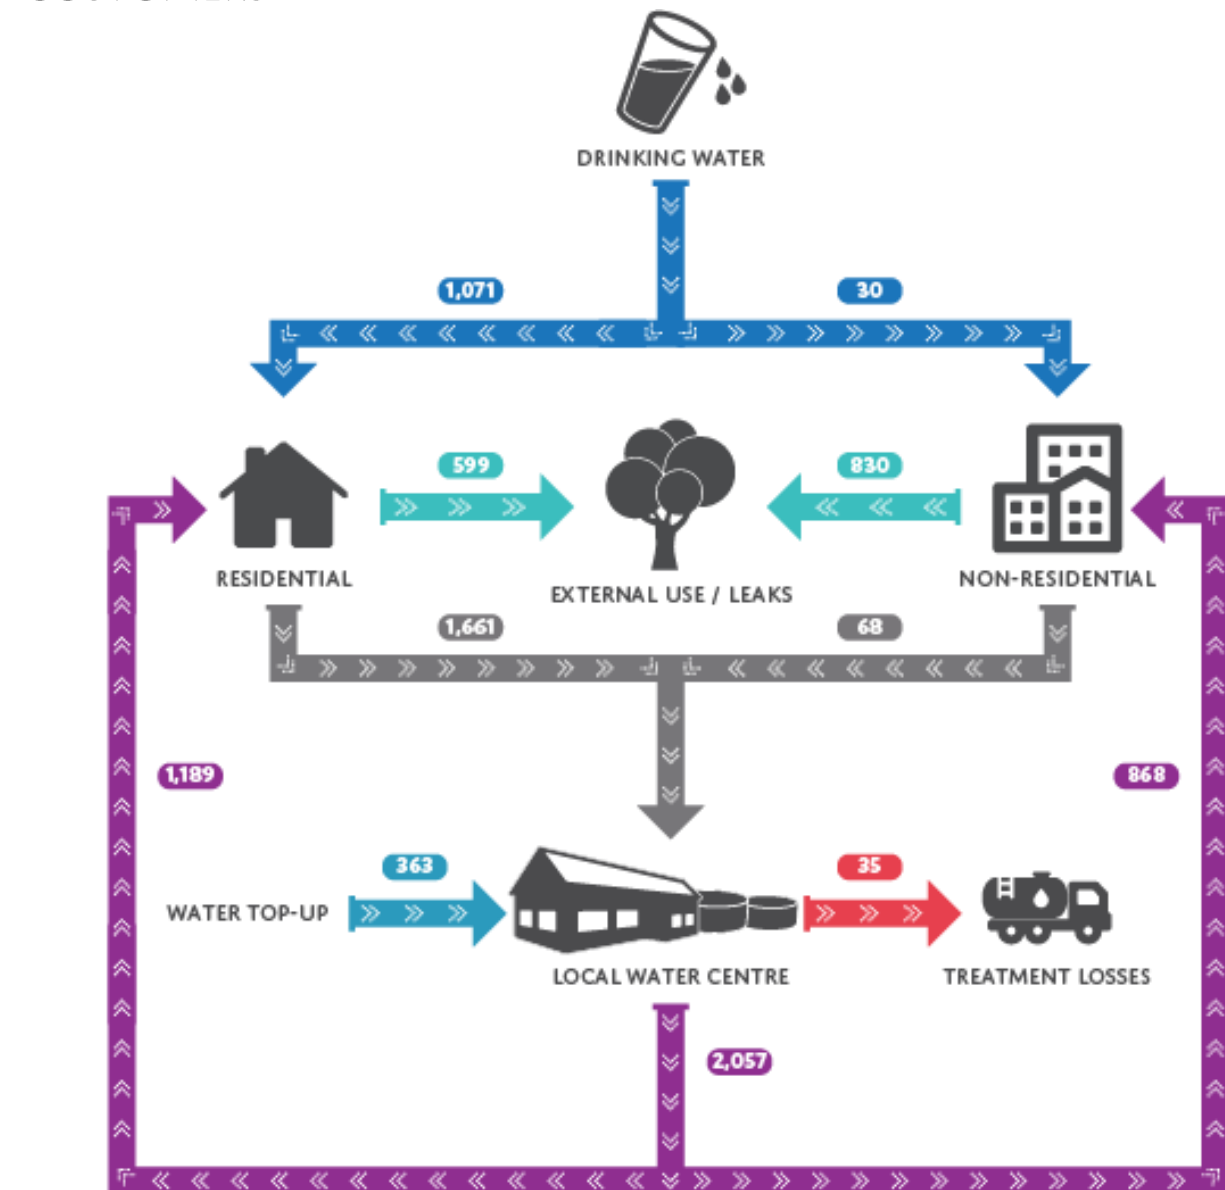 DRINKING WATER
1,071
30
599
830
RESIDENTIAL
EXTERNAL USE / LEAKS
NON-RESIDENTIAL
1,661
68
1,189
868
363
35
WATER TOP-UP
LOCAL WATER CENTRE
TREATMENT LOSSES
2,057